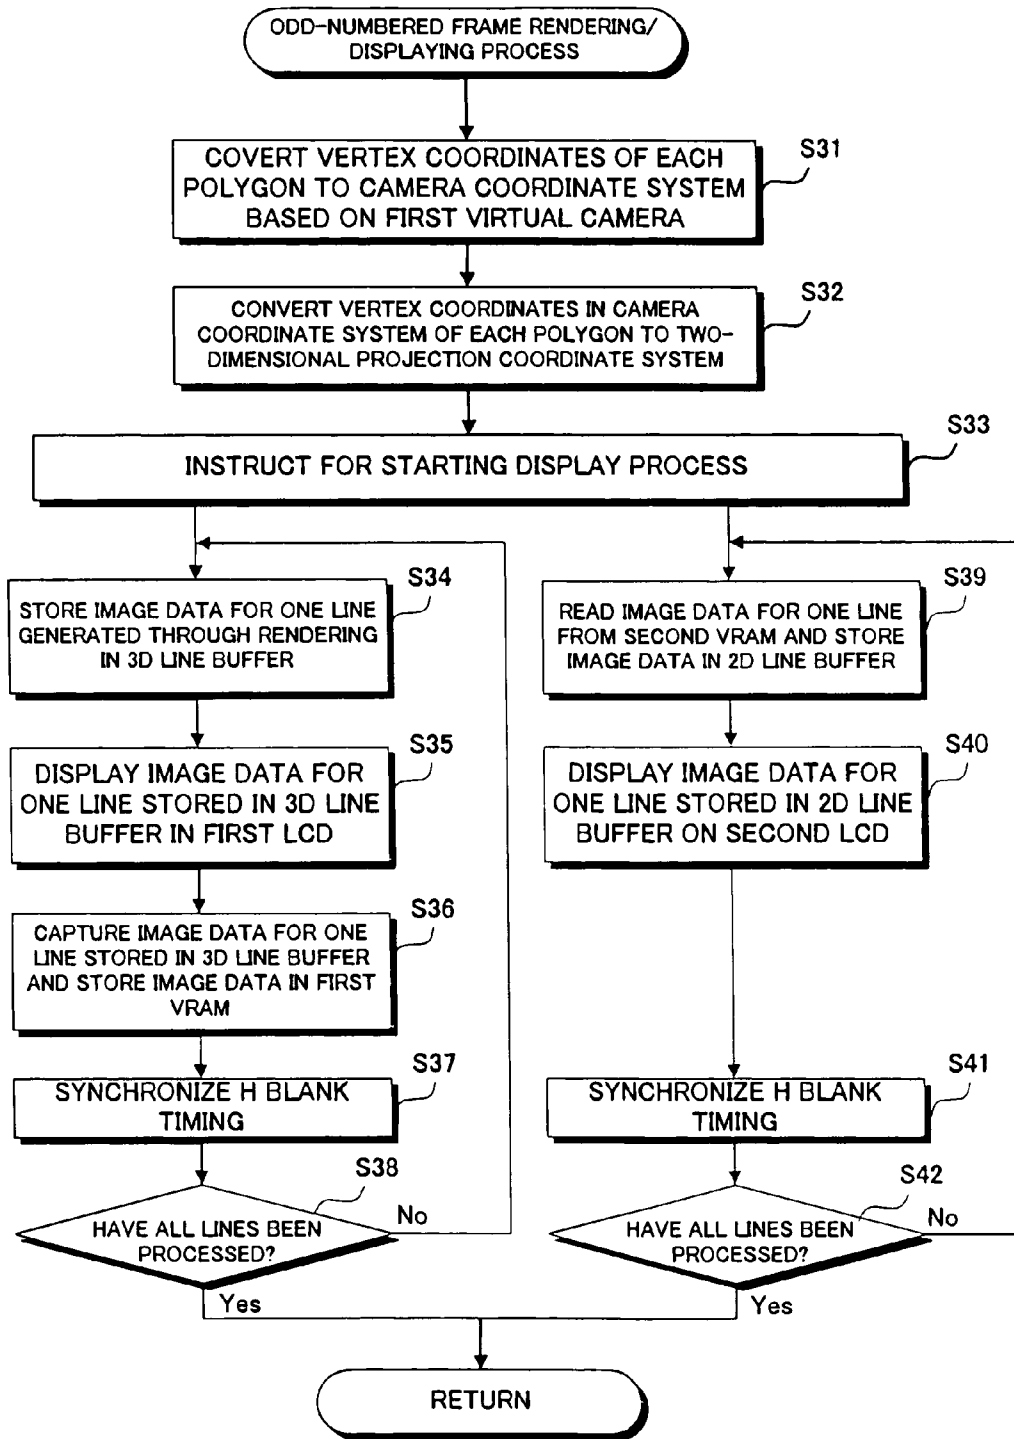 ODD-NUMBERED FRAME RENDERING/
DISPLAYING PROCESS
S31
COVERT VERTEX COORDINATES OF EACH
POLYGON TO CAMERA COORDINATE SYSTEM
BASED ON FIRST VIRTUAL CAMERA
S32
CONVERT VERTEX COORDINATES IN CAMERA
COORDINATE SYSTEM OF EACH POLYGON TO TWO-
DIMENSIONAL PROJECTION COORDINATE SYSTEM
S33
INSTRUCT FOR STARTING DISPLAY PROCESS
S34
STORE IMAGE DATA FOR ONE LINE
GENERATED THROUGH RENDERING
IN 3D LINE BUFFER
S35
DISPLAY IMAGE DATA FOR
ONE LINE STORED IN 3D LINE
BUFFER IN FIRST LCD
S36
CAPTURE IMAGE DATA FOR ONE
LINE STORED IN 3D LINE BUFFER
AND STORE IMAGE DATA IN FIRST
VRAM
S37
SYNCHRONIZE H BLANK
TIMING
S38
HAVE ALL LINES BEEN
PROCESSED?
No
Yes
S39
READ IMAGE DATA FOR ONE LINE
FROM SECOND VRAM AND STORE
IMAGE DATA IN 2D LINE BUFFER
S40
DISPLAY IMAGE DATA FOR
ONE LINE STORED IN 2D LINE
BUFFER ON SECOND LCD
S41
SYNCHRONIZE H BLANK
TIMING
S42
HAVE ALL LINES BEEN
PROCESSED?
No
Yes
RETURN